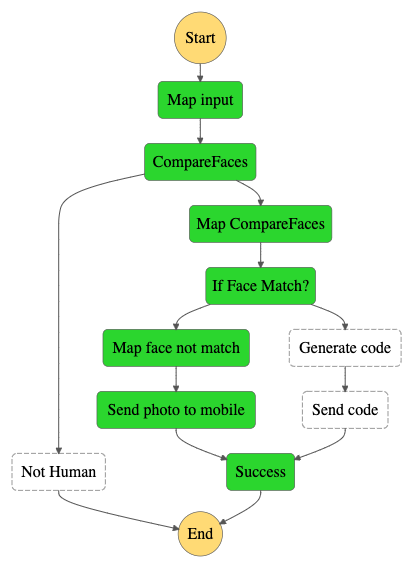 Start
Map input
CompareFaces
Map CompareFaces
If Face Match?
Map face not match
Generate code
Send photo to mobile
Send code
Not Human
Success
End